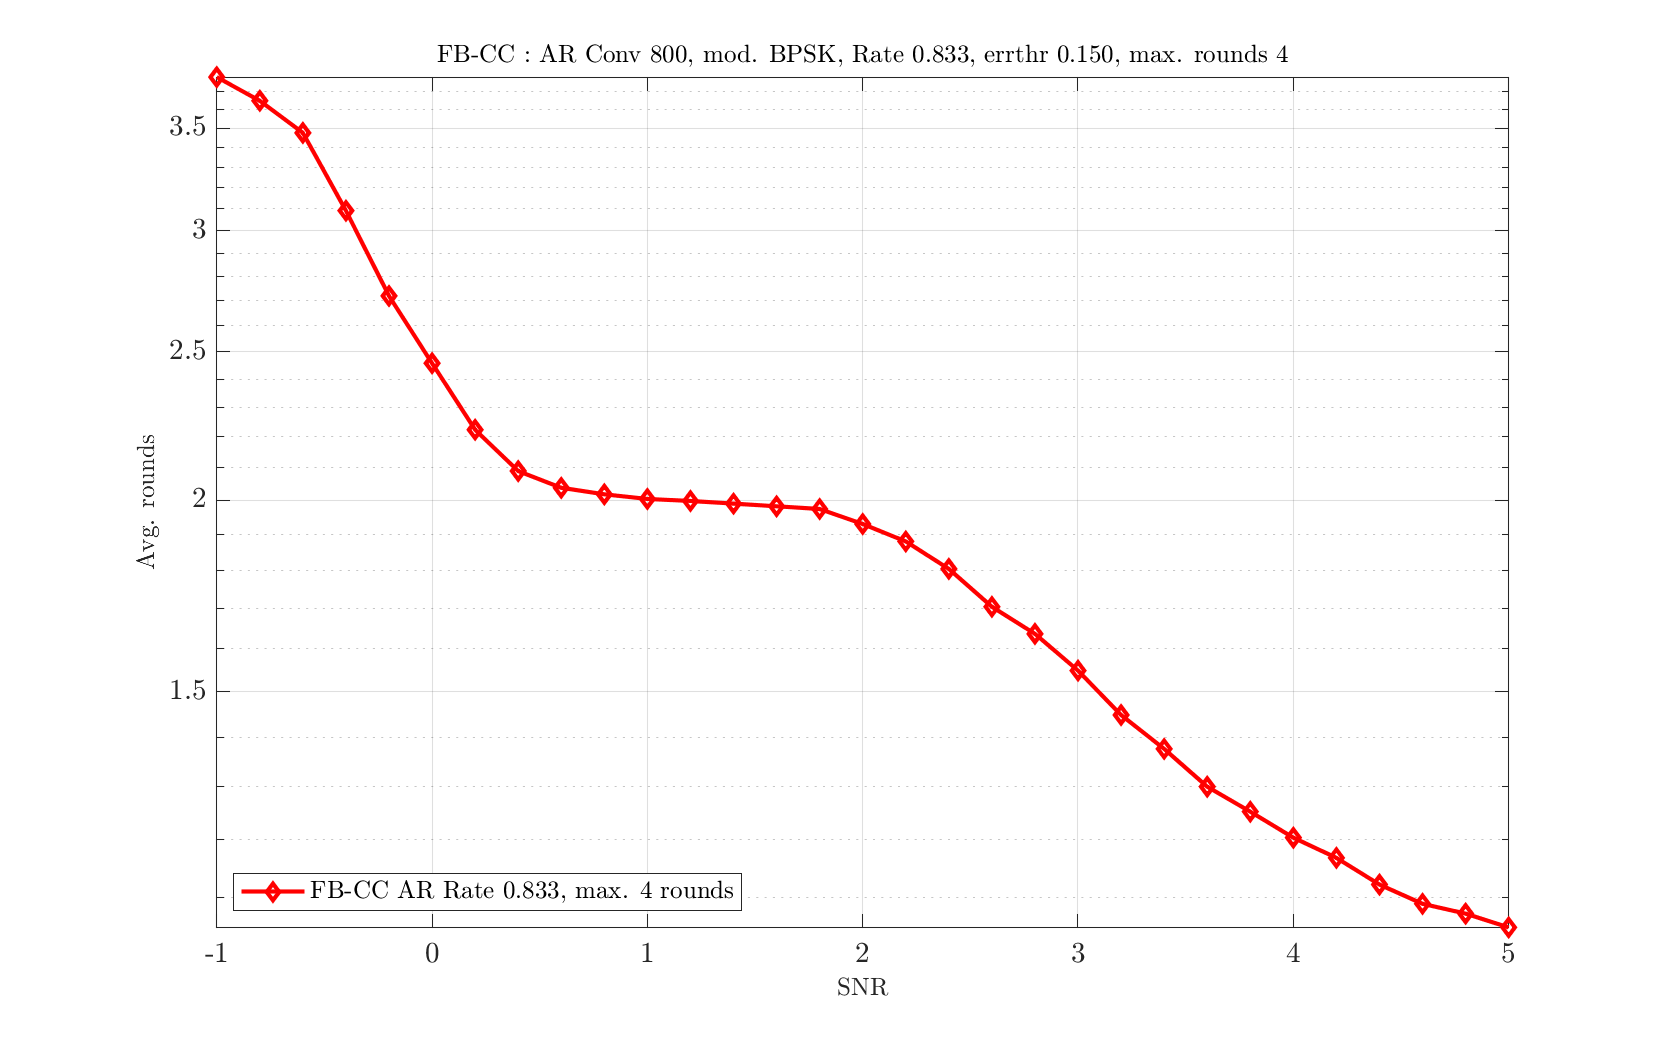 FB-CC : AR Conv 800, mod. BPSK, Rate 0.833, errthr 0.150, max. rounds 4
3.5
3
2.5
2
1.5
Avg. rounds
FB-CC AR Rate 0.833, max. 4 rounds
-1 0 1 2 3 4 5
SNR